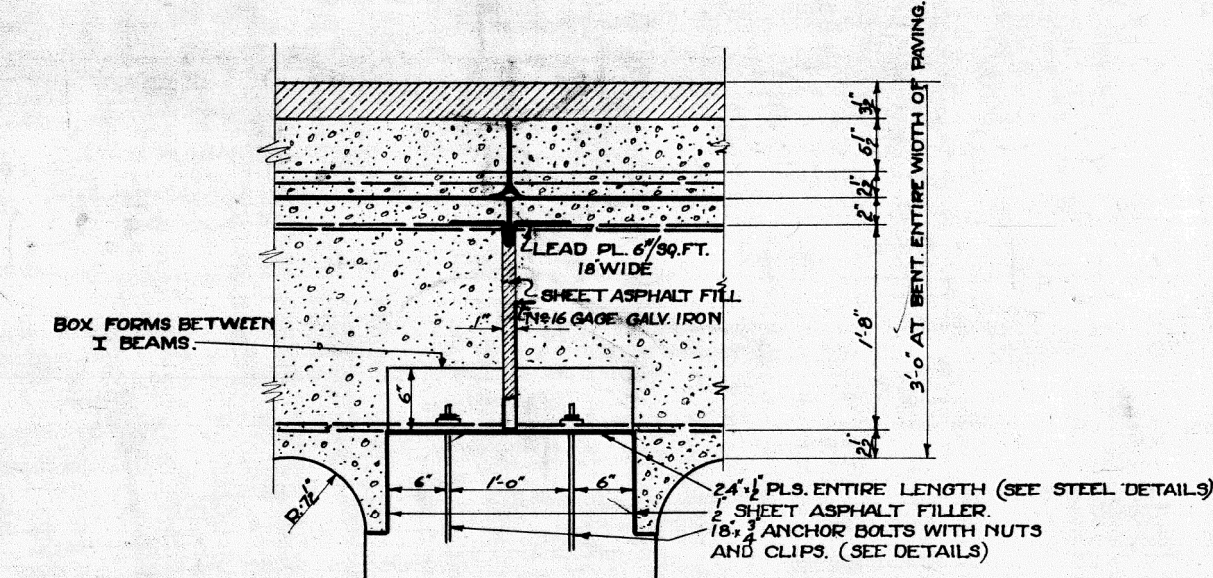 3½"
6½"
2½"
2"
1'-8"
2½"
3'-0" AT BENT. ENTIRE WIDTH OF PAVING.
LEAD PL. 6#/SQ.FT.
18" WIDE
SHEET ASPHALT FILL
No 16 GAGE GALV. IRON
1"
BOX FORMS BETWEEN
I BEAMS.
6"
6"
1'-0"
6"
R.7½"
24"x½" PLS. ENTIRE LENGTH (SEE STEEL DETAILS)
½" SHEET ASPHALT FILLER.
18"x¾" ANCHOR BOLTS WITH NUTS
AND CLIPS. (SEE DETAILS)